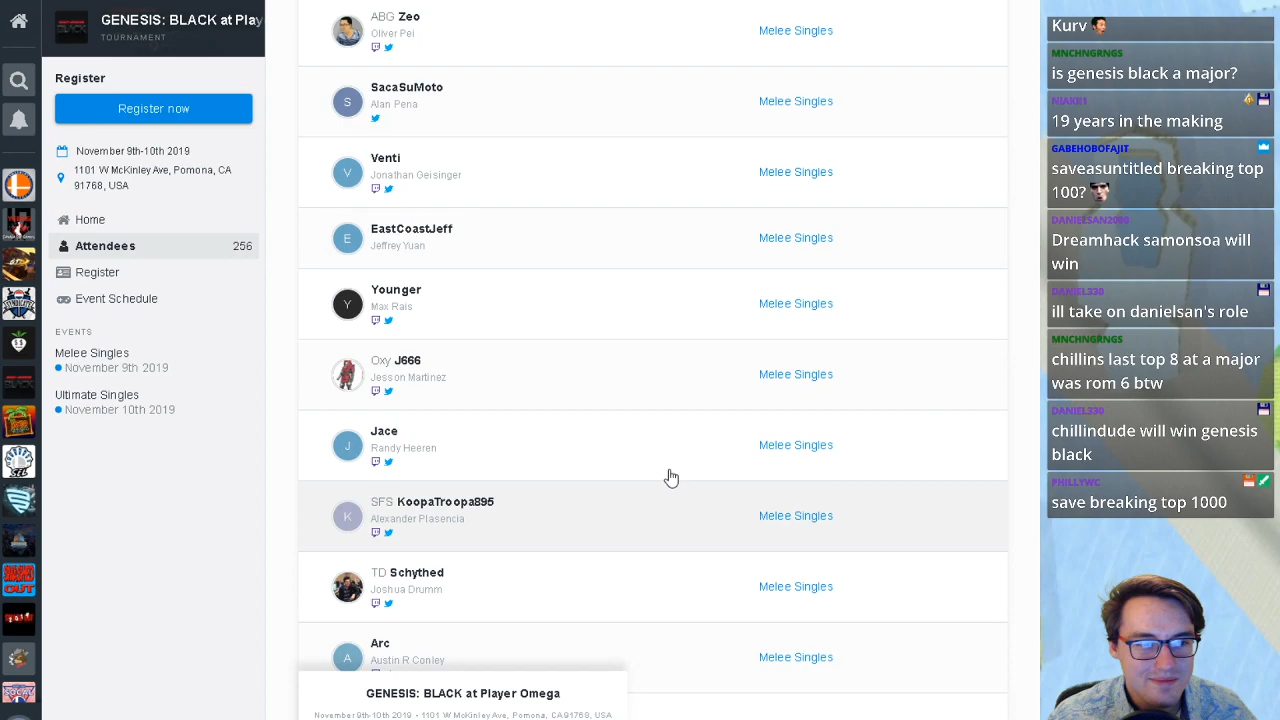 GENESIS: BLACK at Play
TOURNAMENT
Register
Register now
November 9th-10th 2019
1101 W McKinley Ave, Pomona, CA
91768, USA
Home
Attendees 256
Register
Event Schedule
EVENTS
Melee Singles
November 9th 2019
Ultimate Singles
November 10th 2019
ABG Zeo
Oliver Pei
Melee Singles
S
SacaSuMoto
Alan Pena
Melee Singles
V
Venti
Jonathan Geisinger
Melee Singles
E
EastCoastJeff
Jeffrey Yuan
Melee Singles
Y
Younger
Max Rais
Melee Singles
Oxy J666
Jesson Martinez
Melee Singles
J
Jace
Randy Heeren
Melee Singles
K
SFS KoopaTroopa895
Alexander Plasencia
Melee Singles
TD Schythed
Joshua Drumm
Melee Singles
A
Arc
Austin R Conley
Melee Singles
GENESIS: BLACK at Player Omega
November 9th-10th 2019 • 1101 W McKinley Ave, Pomona, CA 91768, USA
Kurv
MNCHNGRNGS
is genesis black a major?
NIAKE1
19 years in the making
GABEHOBOFAJIT
saveasuntitled breaking top
100?
DANIELSAN2000
Dreamhack samonsoa will
win
DANIEL330
ill take on danielsan's role
MNCHNGRNGS
chillins last top 8 at a major
was rom 6 btw
DANIEL330
chillindude will win genesis
black
PHILLYWC
save breaking top 1000